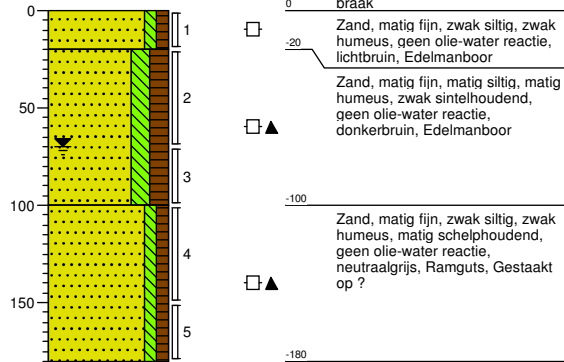 0
0
braak
1
Zand, matig fijn, zwak siltig, zwak
humeus, geen olie-water reactie,
lichtbruin, Edelmanboor
-20
2
Zand, matig fijn, matig siltig, matig
humeus, zwak sintelhoudend,
geen olie-water reactie,
donkerbruin, Edelmanboor
50
3
100
-100
4
Zand, matig fijn, zwak siltig, zwak
humeus, matig schelphoudend,
geen olie-water reactie,
neutraalgrijs, Ramguts, Gestaakt
op ?
150
5
-180